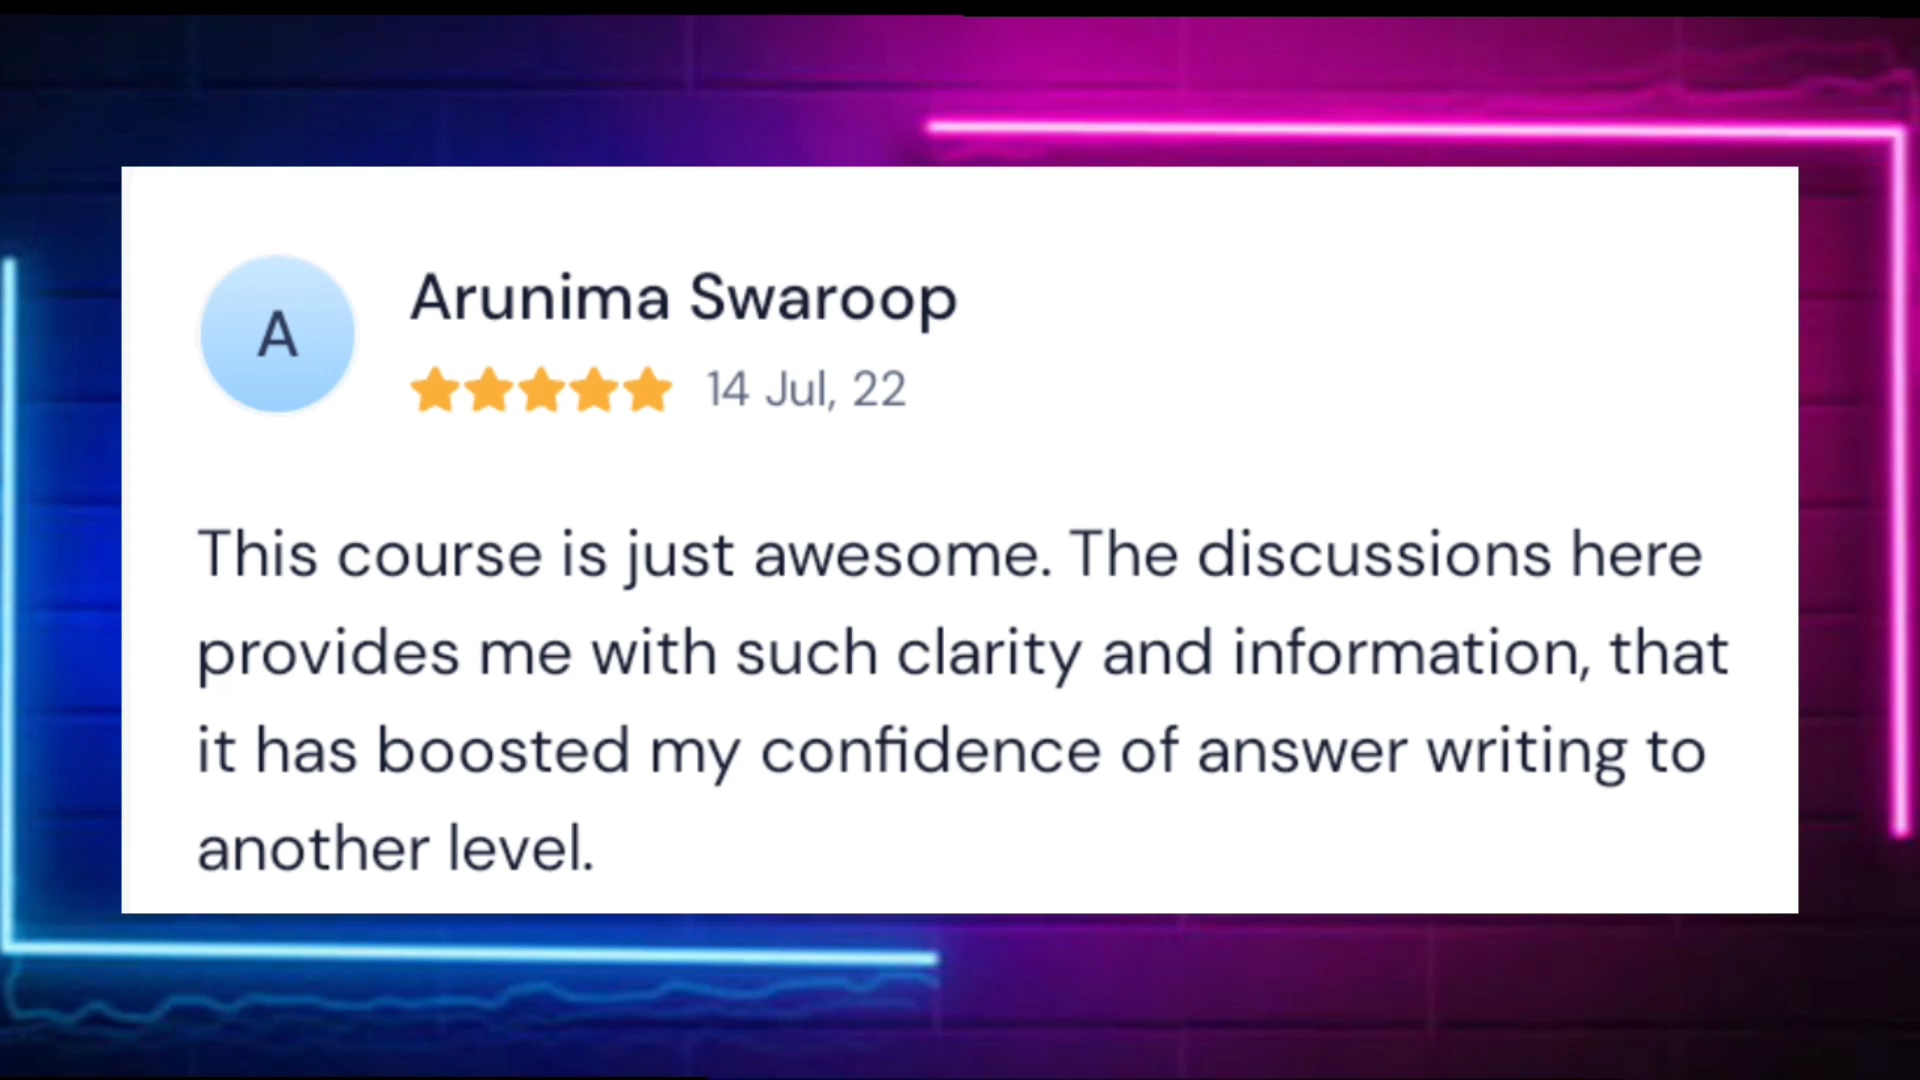 A
Arunima Swaroop
14 Jul, 22
This course is just awesome. The discussions here
provides me with such clarity and information, that
it has boosted my confidence of answer writing to
another level.